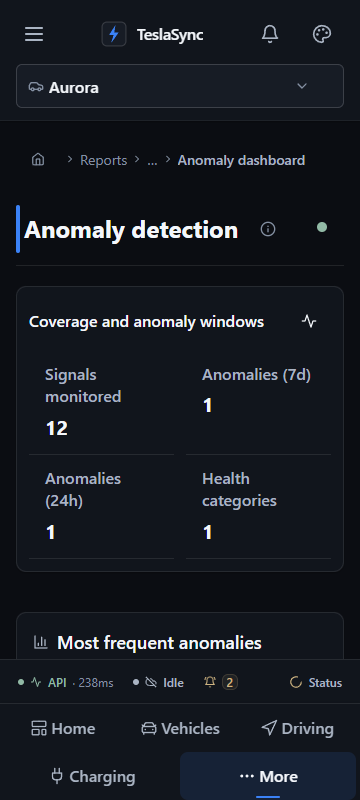 TeslaSync
Aurora
Reports ... Anomaly dashboard
Anomaly detection
Coverage and anomaly windows
Signals monitored
12
Anomalies (7d)
1
Anomalies (24h)
1
Health categories
1
Most frequent anomalies
API · 238ms Idle 2 Status
Home Vehicles Driving
Charging ... More